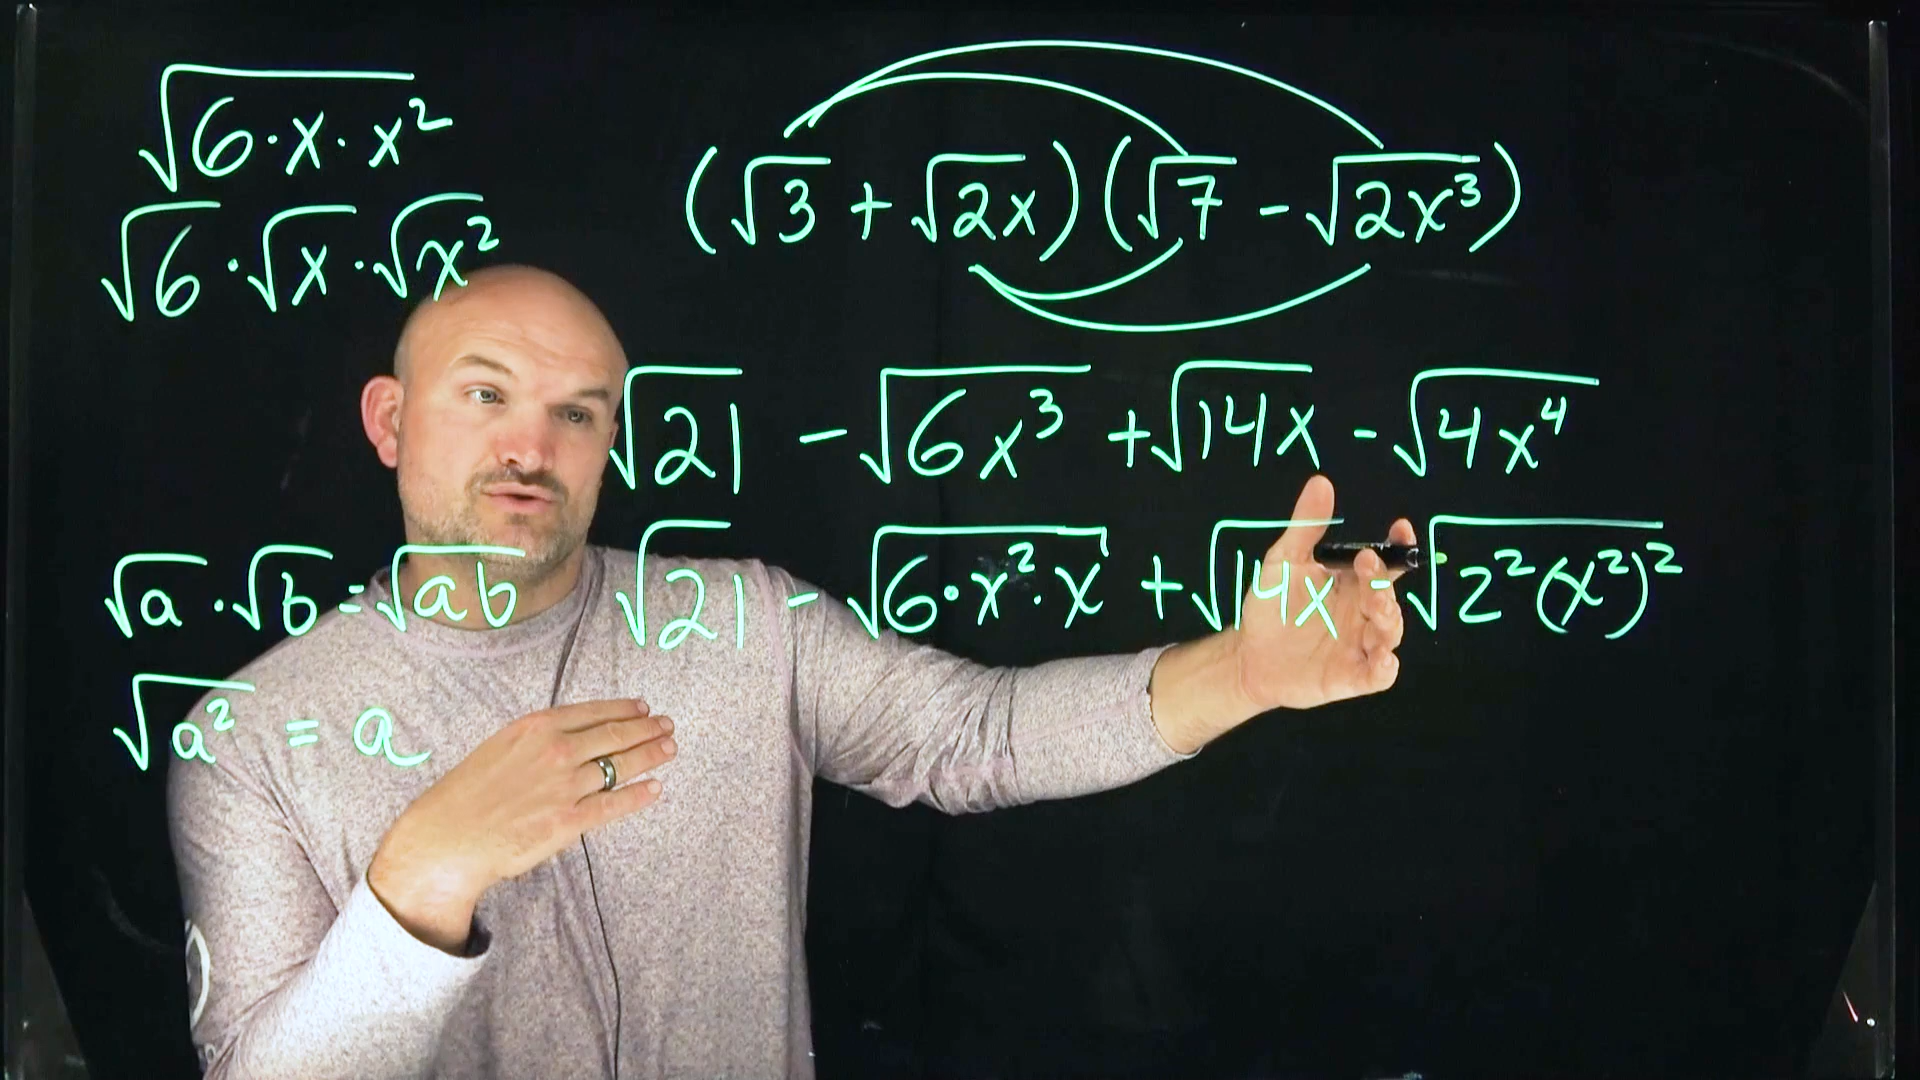 √(6·x·x²)
√6·√x·√(x²)
(√3 + √(2x))(√7 - √(2x³))
√21 - √(6x³) + √(14x) - √(4x⁴)
√21 - √(6·x²·x) + √(14x) - √(2²(x²)²)
√a·√b = √(ab)
√(a²) = a